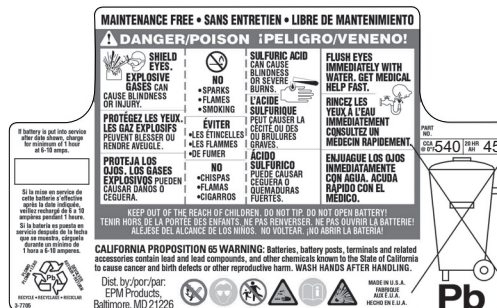 MAINTENANCE FREE • SANS ENTRETIEN • LIBRE DE MANTENIMIENTO
DANGER/POISON ¡PELIGRO/VENENO!
SHIELD
EYES.
EXPLOSIVE
GASES CAN
CAUSE BLINDNESS
OR INJURY.
PROTÉGEZ LES YEUX.
LES GAZ EXPLOSIFS
PEUVENT BLESSER OU
RENDRE AVEUGLE.
PROTEJA LOS
OJOS. LOS GASES
EXPLOSIVOS PUEDEN
CAUSAR DANOS O
CEGUERA.
NO
•SPARKS
•FLAMES
•SMOKING
ÉVITER
•LES ÉTINCELLES
•LES FLAMMES
•DE FUMER
NO
•CHISPAS
•FLAMAS
•CIGARROS
SULFURIC ACID
CAN CAUSE
BLINDNESS
OR SEVERE
BURNS.
L'ACIDE
SULFURIQUE
PEUT CAUSER LA
CÉCITÉ OU DES
OU BRÛLURES
GRAVES.
ÁCIDO
SULFURICO
PUEDE CAUSAR
CEGUERA O
QUEMADURAS
FUERTES.
FLUSH EYES
IMMEDIATELY WITH
WATER. GET MEDICAL
HELP FAST.
RINCEZ LES
YEUX À L'EAU
IMMÉDIATEMENT
CONSULTEZ UN
MÉDECIN RAPIDEMENT.
ENJUAGUE LOS OJOS
INMEDIATAMENTE
CON AGUA. ACUDA
RÁPIDO CON EL
MÉDICO.
KEEP OUT OF THE REACH OF CHILDREN. DO NOT TIP. DO NOT OPEN BATTERY!
TENIR HORS DE LA PORTÉE DES ENFANTS. NE PAS RENVERSER. NE PAS OUVRIR LA BATTERIE!
ALÉJESE DEL ALCANCE DE LOS NINOS. NO VOLTEAR. ¡NO ABRIR LA BATERIA!
CALIFORNIA PROPOSITION 65 WARNING: Batteries, battery posts, terminals and related
accessories contain lead and lead compounds, and other chemicals known to the State of California
to cause cancer and birth defects or other reproductive harm. WASH HANDS AFTER HANDLING.
Dist. by:/por:/par:
EPM Products,
Baltimore, MD 21226
MADE IN U.S.A.
FABRIQUÉ
AUX É.U.A.
HECHO EN E.U.A.
If battery is put into service
after date shown, charge
for minimum of 1 hour
at 6-10 amps.
Si la mise en service de
cette batterie s'effectue
après la date indiquée,
veillez recharge de 6 a 10
ampères pendant 1 heure.
Si la batería es puesta en
servicio después de la fecha
que se muestra, cárguela
durante un mínimo de
1 hora a 6-10 amperes.
RECYCLE • RECYCLEZ • RECICLAR
3-7706
PART
NO.
CCA
@ 0°F
540
20 HR
AH
45
Pb